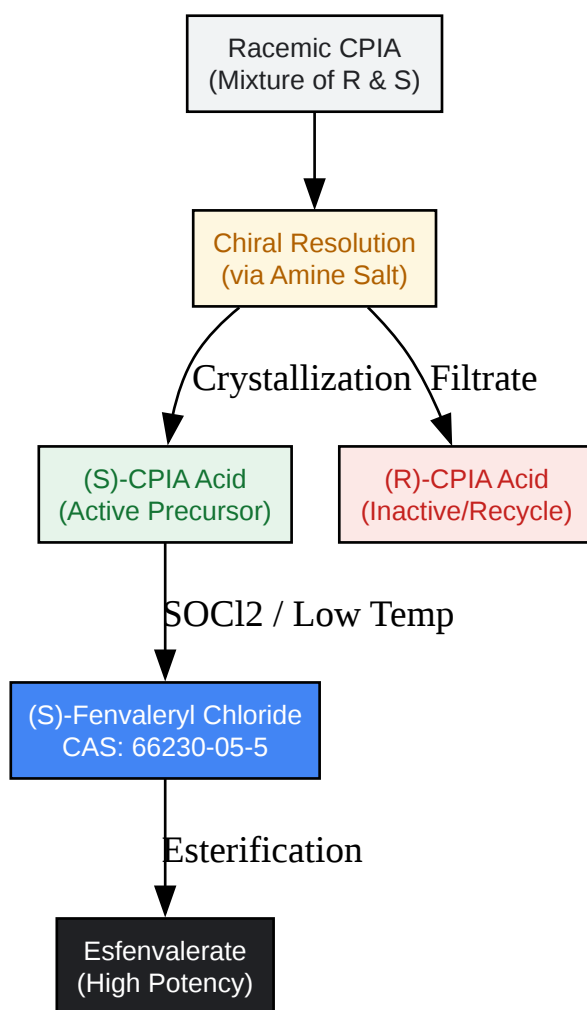 Racemic CPIA
(Mixture of R & S)
Chiral Resolution
(via Amine Salt)
Crystallization
Filtrate
(S)-CPIA Acid
(Active Precursor)
(R)-CPIA Acid
(Inactive/Recycle)
SOCl2 / Low Temp
(S)-Fenvaleryl Chloride
CAS: 66230-05-5
Esterification
Esfenvalerate
(High Potency)